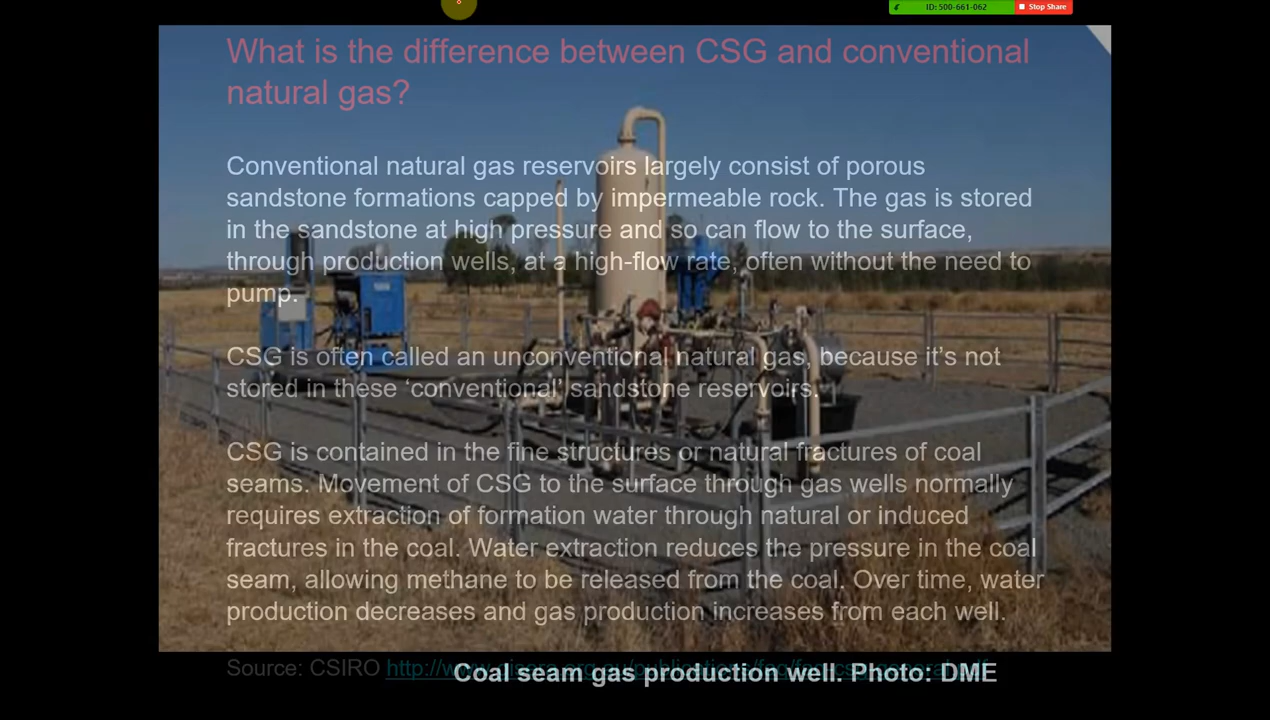 ID: 500-661-062
Stop Share
What is the difference between CSG and conventional
natural gas?
Conventional natural gas reservoirs largely consist of porous
sandstone formations capped by impermeable rock. The gas is stored
in the sandstone at high pressure and so can flow to the surface,
through production wells, at a high-flow rate, often without the need to
pump.
CSG is often called an unconventional natural gas, because it’s not
stored in these ‘conventional’ sandstone reservoirs.
CSG is contained in the fine structures or natural fractures of coal
seams. Movement of CSG to the surface through gas wells normally
requires extraction of formation water through natural or induced
fractures in the coal. Water extraction reduces the pressure in the coal
seam, allowing methane to be released from the coal. Over time, water
production decreases and gas production increases from each well.
Source: CSIRO
Coal seam gas production well. Photo: DME